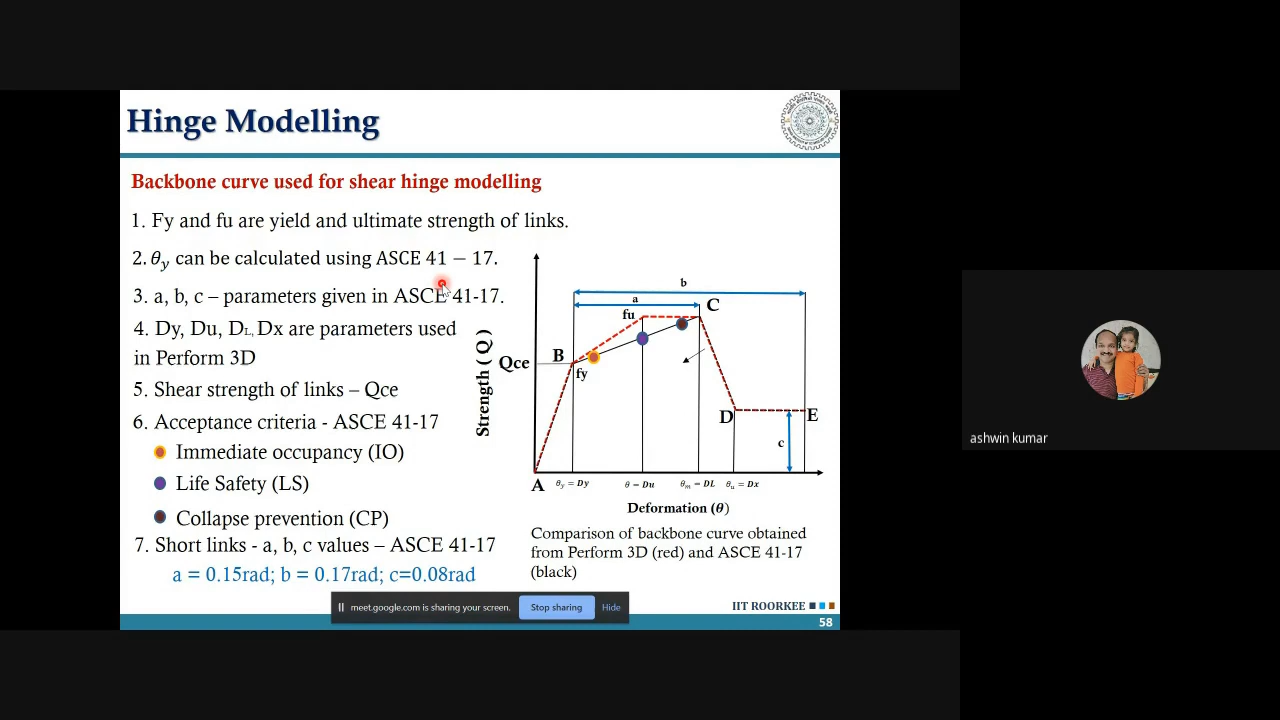 Hinge Modelling
Backbone curve used for shear hinge modelling
1. Fy and fu are yield and ultimate strength of links.
2. θy can be calculated using ASCE 41 – 17.
3. a, b, c – parameters given in ASCE 41-17.
4. Dy, Du, DL, Dx are parameters used
in Perform 3D
5. Shear strength of links – Qce
6. Acceptance criteria - ASCE 41-17
Immediate occupancy (IO)
Life Safety (LS)
Collapse prevention (CP)
7. Short links - a, b, c values – ASCE 41-17
a = 0.15rad; b = 0.17rad; c=0.08rad
b
a
C
fu
Strength ( Q )
Qce
B
fy
D
E
c
A
θy = Dy
θ = Du
θm = DL
θu = Dx
Deformation (θ)
Comparison of backbone curve obtained
from Perform 3D (red) and ASCE 41-17
(black)
meet.google.com is sharing your screen.
Stop sharing
Hide
IIT ROORKEE
58
ashwin kumar